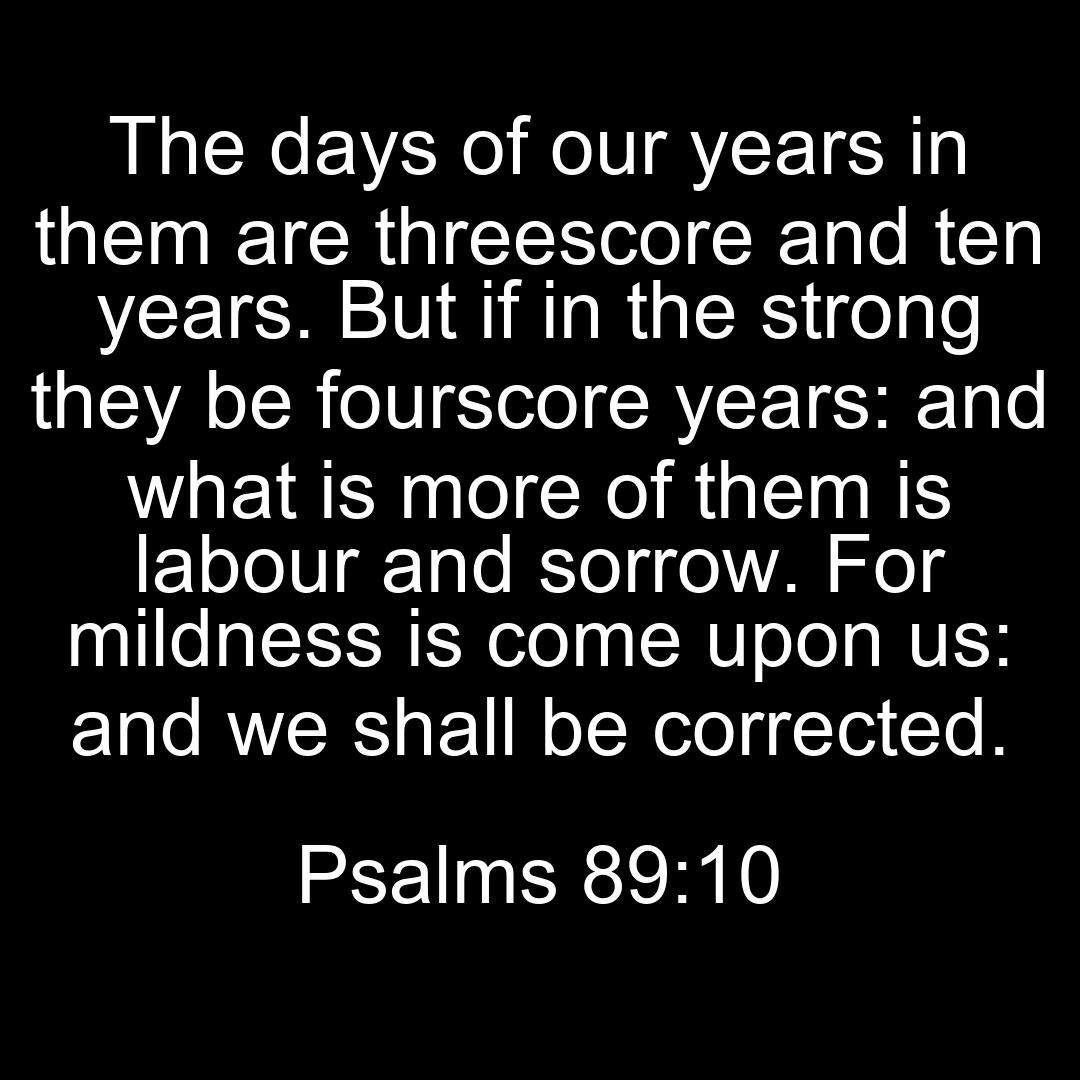 The days of our years in
them are threescore and ten
years. But if in the strong
they be fourscore years: and
what is more of them is
labour and sorrow. For
mildness is come upon us:
and we shall be corrected.
Psalms 89:10